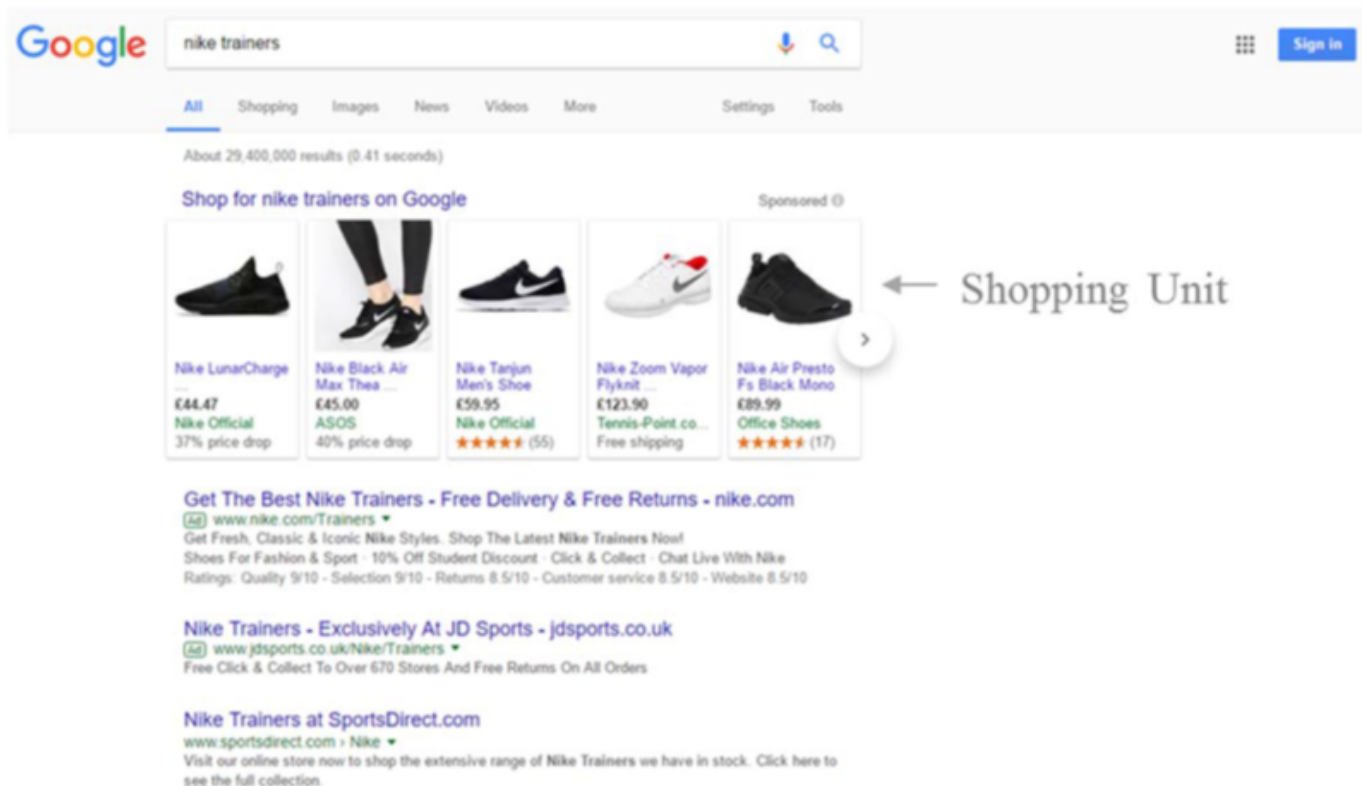 Google
nike trainers
Sign in
All Shopping Images News Videos More Settings Tools
About 29,400,000 results (0.41 seconds)
Shop for nike trainers on Google
Sponsored
Nike LunarCharge
...
£44.47
Nike Official
37% price drop
Nike Black Air
Max Thea ...
£45.00
ASOS
40% price drop
Nike Tanjun
Men's Shoe
£59.95
Nike Official
(55)
Nike Zoom Vapor
Flyknit ...
£123.90
Tennis-Point.co...
Free shipping
Nike Air Presto
Fs Black Mono
£89.99
Office Shoes
(17)
Shopping Unit
Get The Best Nike Trainers - Free Delivery & Free Returns - nike.com
Ad www.nike.com/Trainers
Get Fresh, Classic & Iconic Nike Styles. Shop The Latest Nike Trainers Now!
Shoes For Fashion & Sport · 10% Off Student Discount · Click & Collect · Chat Live With Nike
Ratings: Quality 9/10 - Selection 9/10 - Returns 8.5/10 - Customer service 8.5/10 - Website 8.5/10
Nike Trainers - Exclusively At JD Sports - jdsports.co.uk
Ad www.jdsports.co.uk/Nike/Trainers
Free Click & Collect To Over 670 Stores And Free Returns On All Orders
Nike Trainers at SportsDirect.com
www.sportsdirect.com › Nike
Visit our online store now to shop the extensive range of Nike Trainers we have in stock. Click here to
see the full collection.